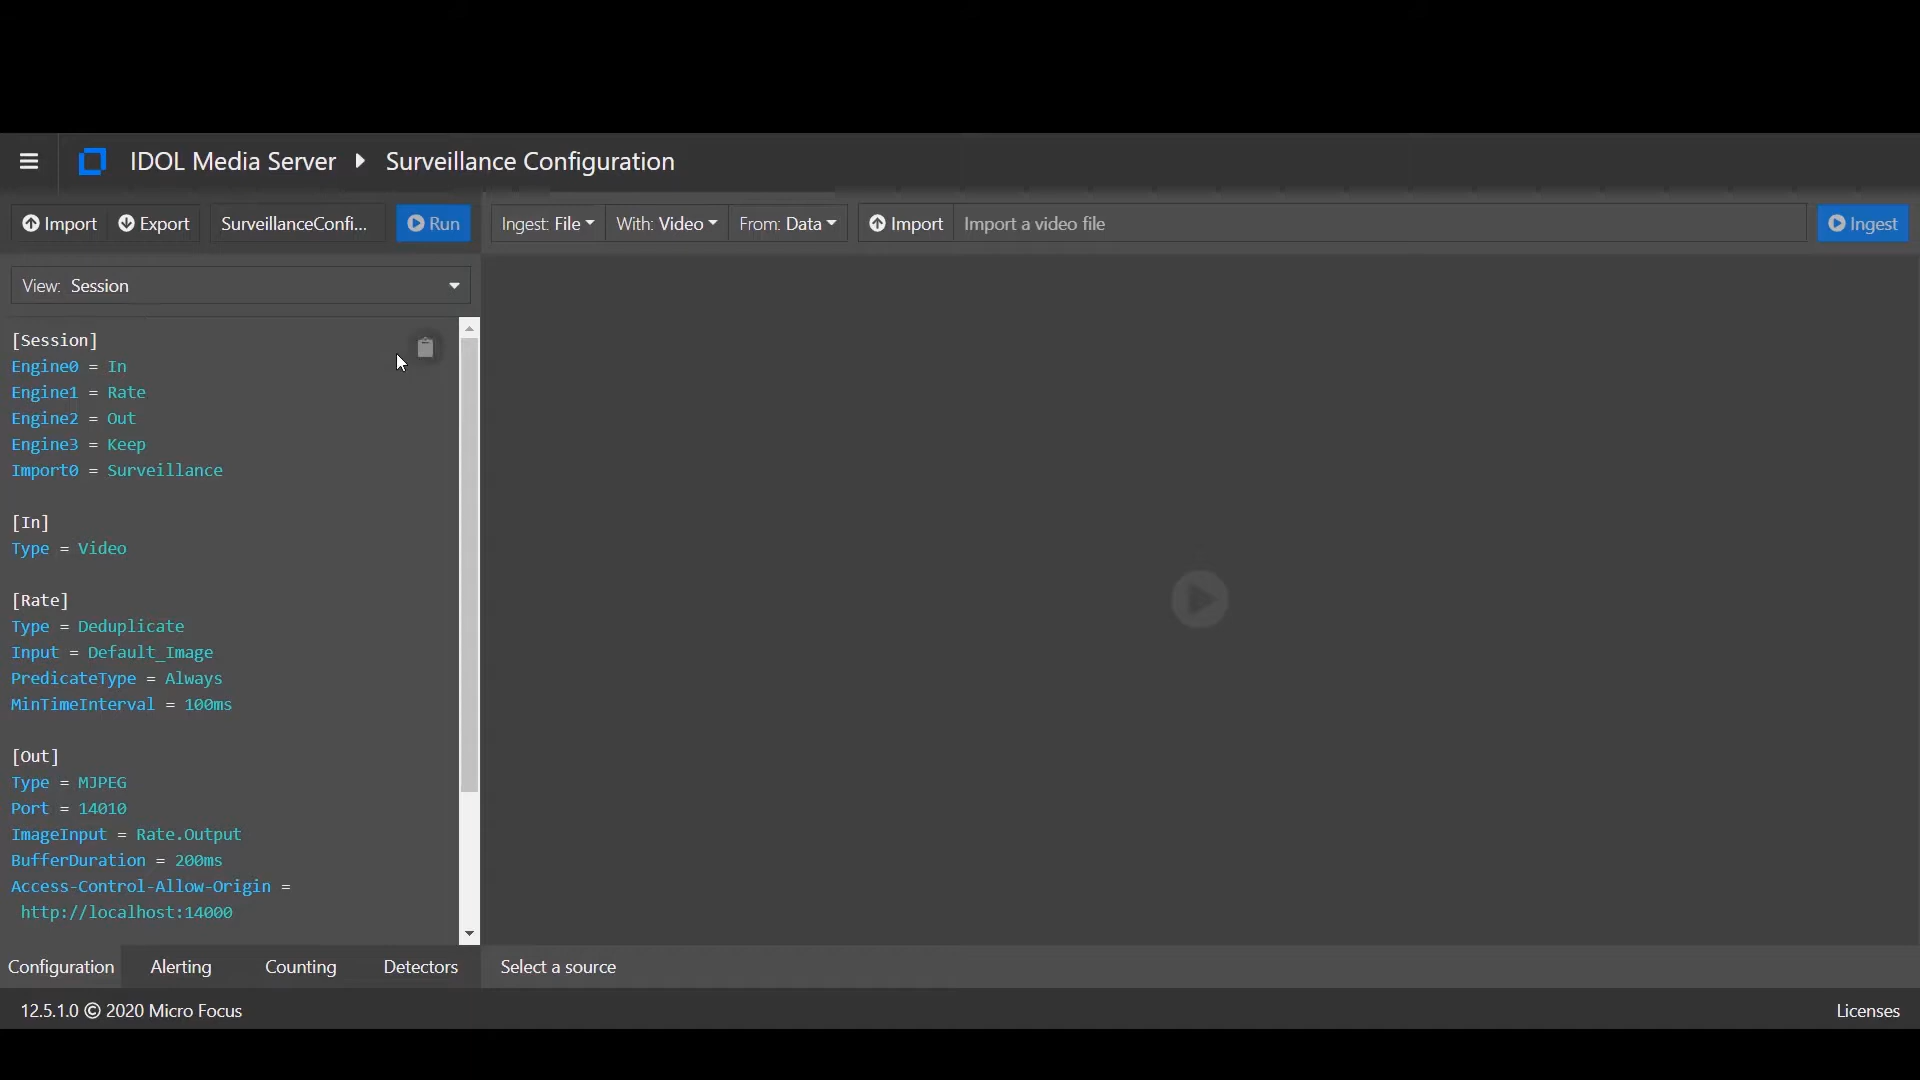 IDOL Media Server Surveillance Configuration
Import Export SurveillanceConfi... Run Ingest: File With: Video From: Data Import Import a video file Ingest
View: Session
[Session]
Engine0 = In
Engine1 = Rate
Engine2 = Out
Engine3 = Keep
Import0 = Surveillance
[In]
Type = Video
[Rate]
Type = Deduplicate
Input = Default_Image
PredicateType = Always
MinTimeInterval = 100ms
[Out]
Type = MJPEG
Port = 14010
ImageInput = Rate.Output
BufferDuration = 200ms
Access-Control-Allow-Origin =
http://localhost:14000
Configuration Alerting Counting Detectors Select a source
12.5.1.0 © 2020 Micro Focus Licenses